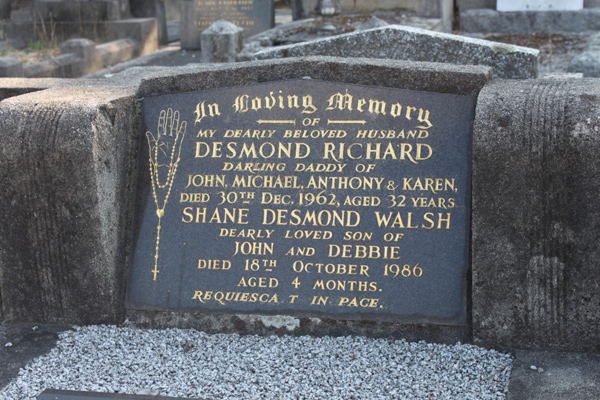 In Loving Memory
OF
MY DEARLY BELOVED HUSBAND
DESMOND RICHARD
DARLING DADDY OF
JOHN, MICHAEL, ANTHONY & KAREN,
DIED 30TH DEC. 1962, AGED 32 YEARS
SHANE DESMOND WALSH
DEARLY LOVED SON OF
JOHN AND DEBBIE
DIED 18TH OCTOBER 1986
AGED 4 MONTHS.
REQUIESCA T IN PACE.